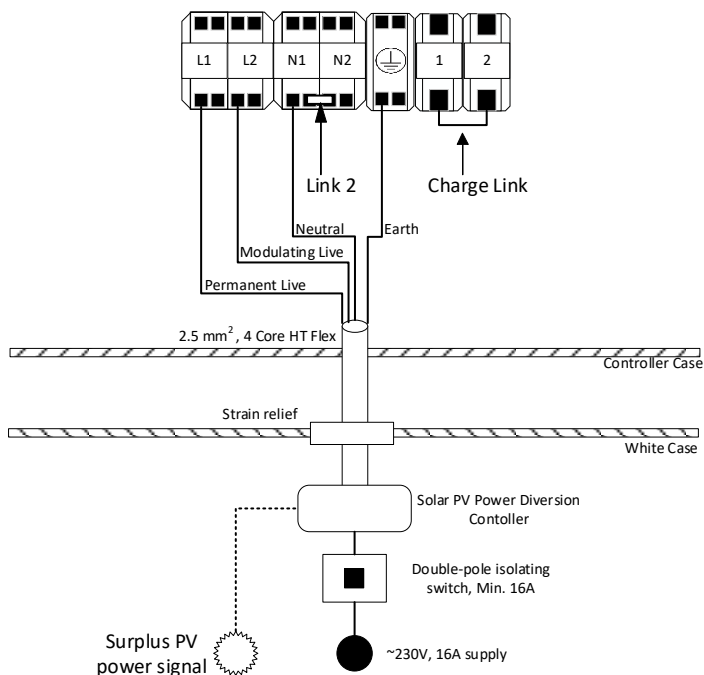 L1 L2 N1 N2 1 2
Link 2
Charge Link
Neutral
Earth
Modulating Live
Permanent Live
2.5 mm², 4 Core HT Flex
Controller Case
Strain relief
White Case
Solar PV Power Diversion
Contoller
Double-pole isolating
switch, Min. 16A
Surplus PV
power signal
~230V, 16A supply